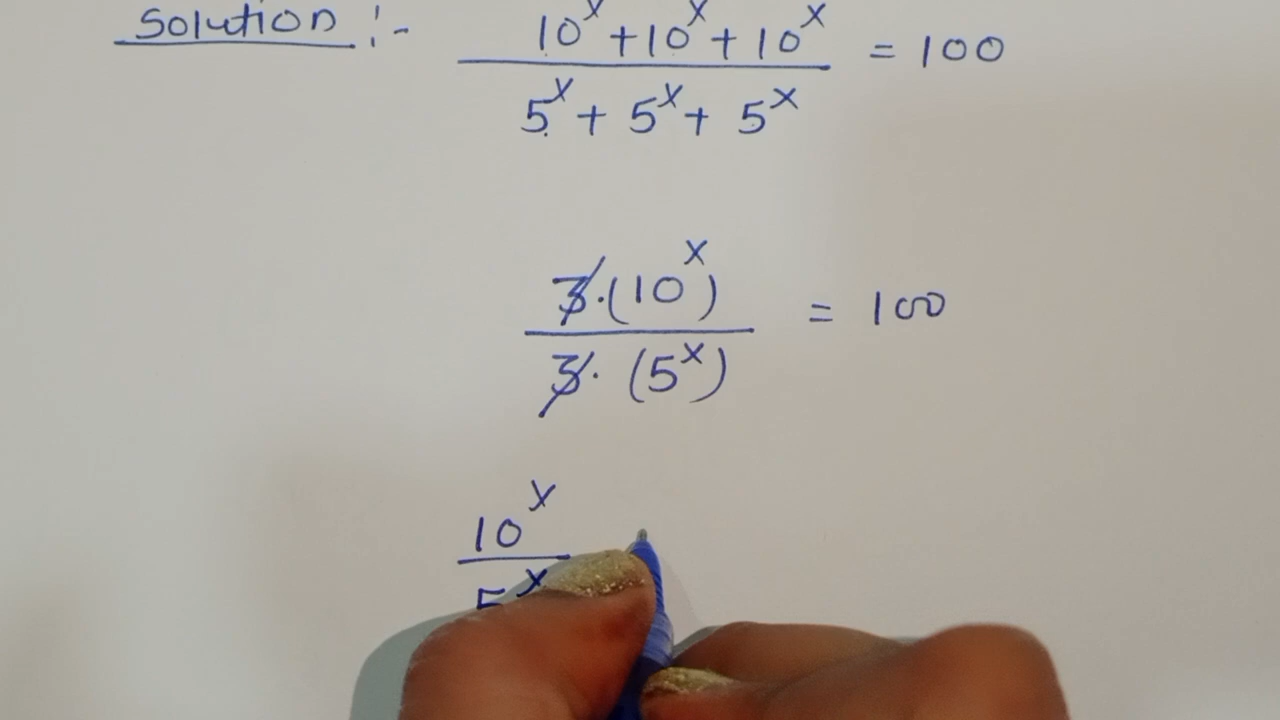 Solution :- 10^x + 10^x + 10^x = 100
5^x + 5^x + 5^x
3·(10^x) = 100
3·(5^x)
10^x
5^x